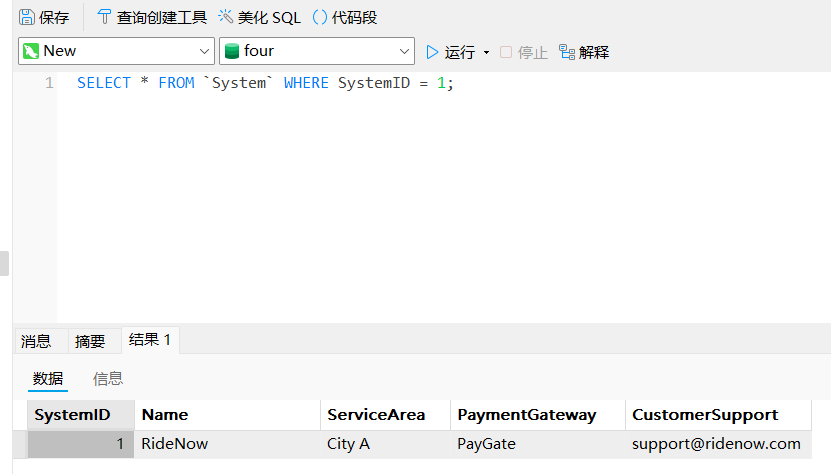 保存 查询创建工具 美化 SQL () 代码段
New four 运行 停止 解释
1 SELECT * FROM `System` WHERE SystemID = 1;
消息 摘要 结果 1
数据 信息
SystemID Name ServiceArea PaymentGateway CustomerSupport
1 RideNow City A PayGate support@ridenow.com